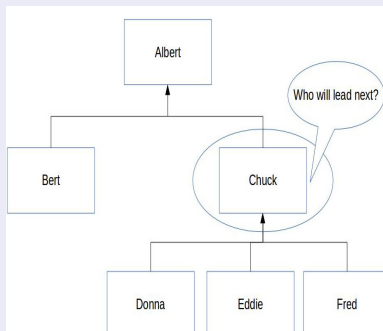 Albert
Who will lead next?
Bert
Chuck
Donna
Eddie
Fred